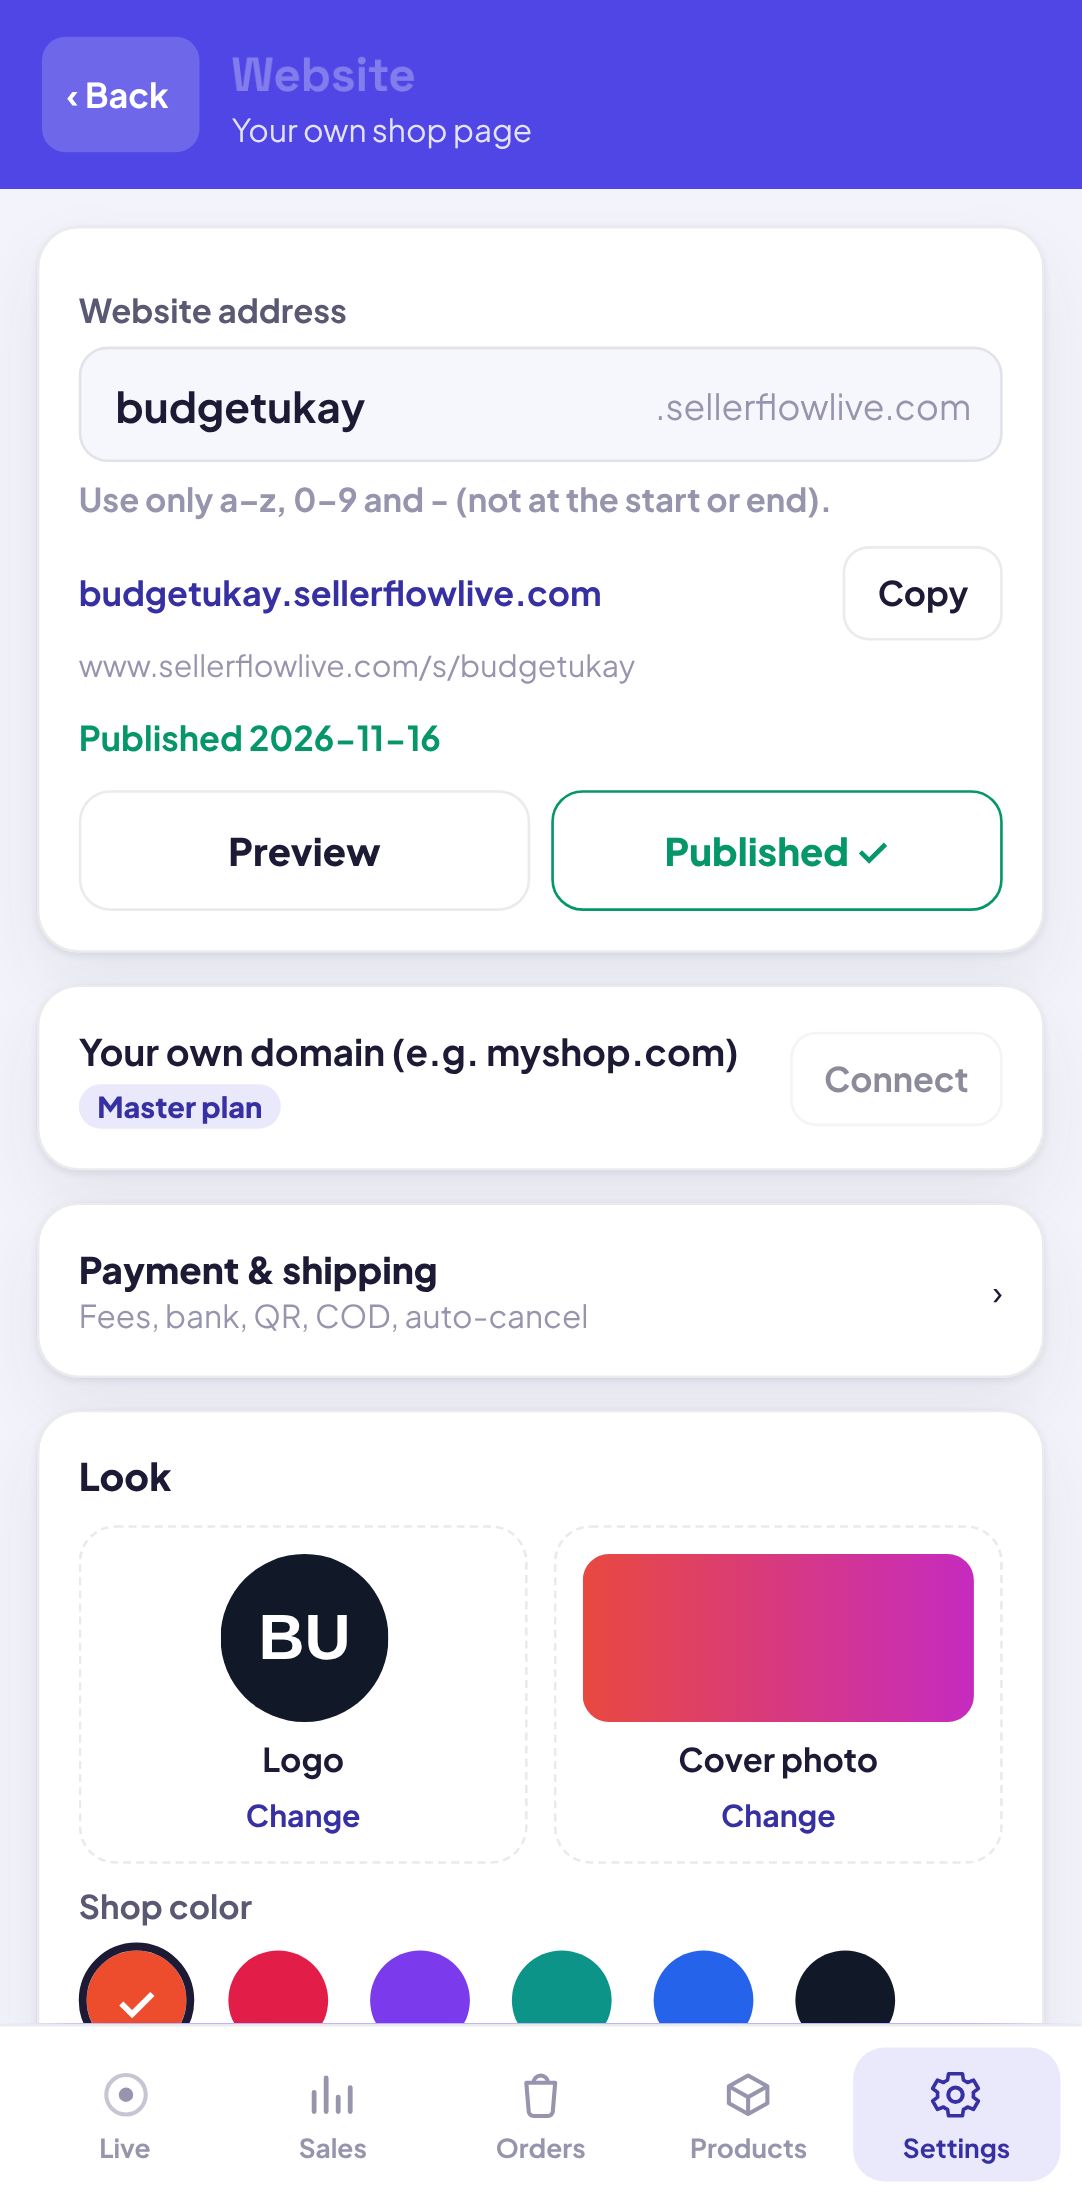 ‹ Back
Website
Your own shop page
Website address
budgetukay
.sellerflowlive.com
Use only a–z, 0–9 and - (not at the start or end).
budgetukay.sellerflowlive.com
Copy
www.sellerflowlive.com/s/budgetukay
Published 2026-11-16
Preview
Published ✓
Your own domain (e.g. myshop.com)
Master plan
Connect
Payment & shipping
Fees, bank, QR, COD, auto-cancel
›
Look
BU
Logo
Change
Cover photo
Change
Shop color
Live
Sales
Orders
Products
Settings